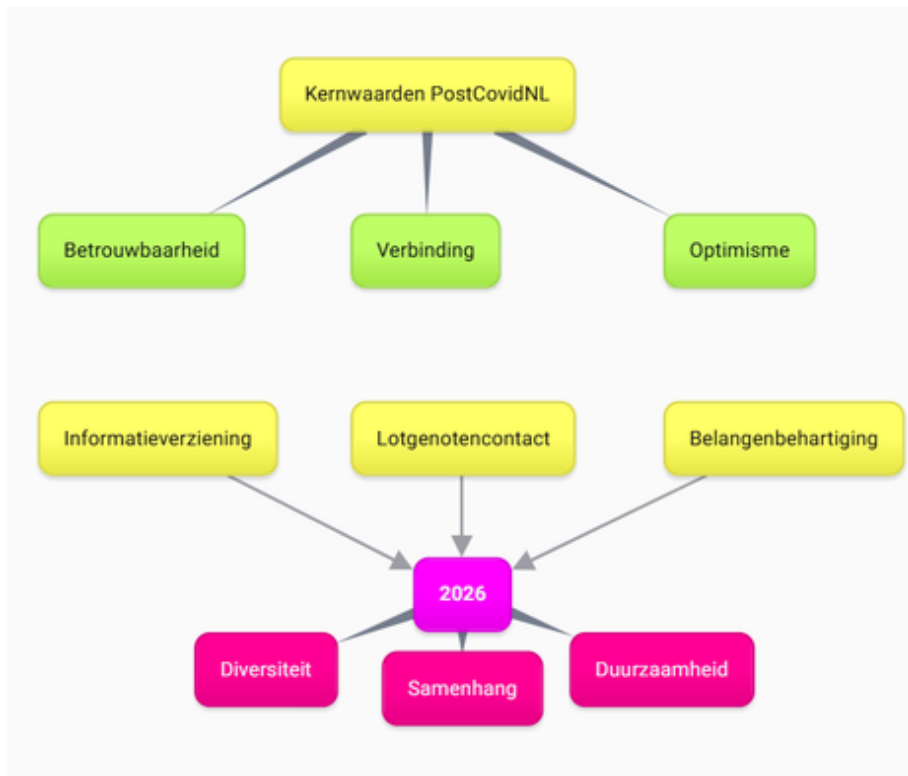 Kernwaarden PostCovidNL
Betrouwbaarheid
Verbinding
Optimisme
Informatieverziening
Lotgenotencontact
Belangenbehartiging
2026
Diversiteit
Samenhang
Duurzaamheid